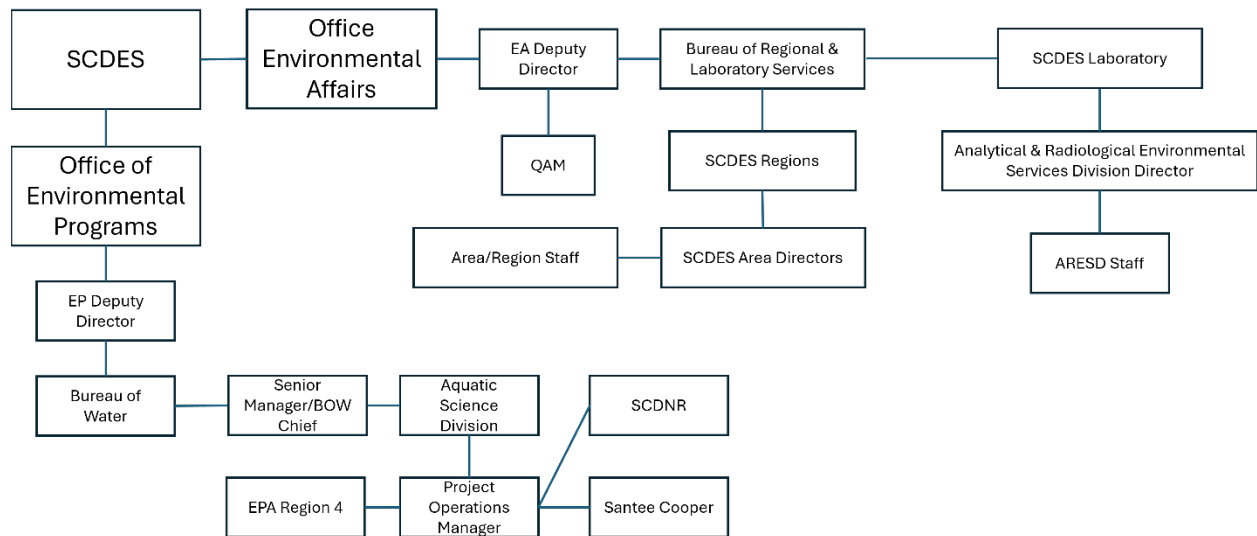 SCDES
Office
Environmental
Affairs
EA Deputy
Director
Bureau of Regional &
Laboratory Services
SCDES Laboratory
QAM
SCDES Regions
Analytical & Radiological Environmental
Services Division Director
Office of
Environmental
Programs
Area/Region Staff
SCDES Area Directors
ARESD Staff
EP Deputy
Director
Bureau of
Water
Senior
Manager/BOW
Chief
Aquatic
Science
Division
SCDNR
EPA Region 4
Project
Operations
Manager
Santee Cooper